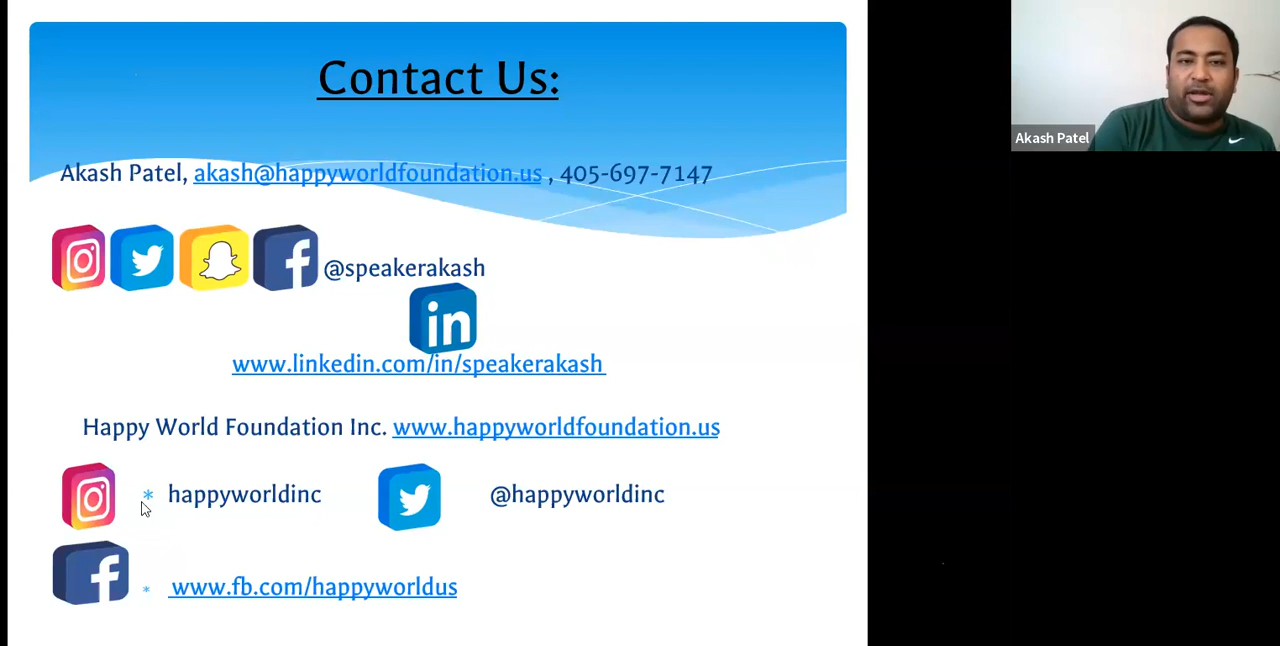 Contact Us:
Akash Patel
Akash Patel, akash@happyworldfoundation.us , 405-697-7147
@speakerakash
in
www.linkedin.com/in/speakerakash
Happy World Foundation Inc. www.happyworldfoundation.us
* happyworldinc @happyworldinc
* www.fb.com/happyworldus